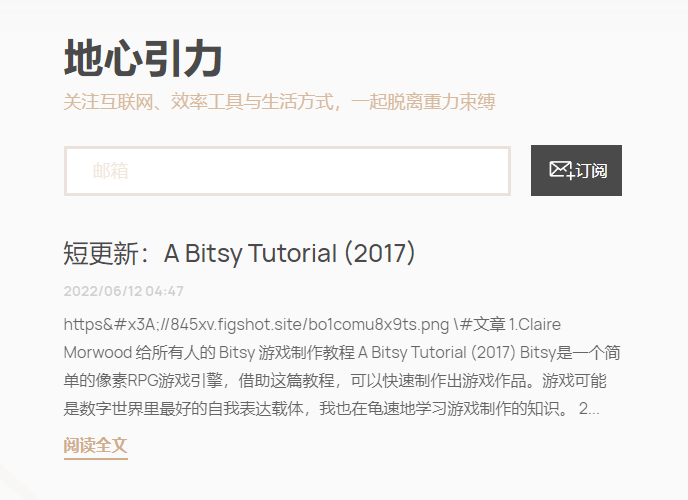 地心引力
关注互联网、效率工具与生活方式，一起脱离重力束缚
邮箱
订阅
短更新：A Bitsy Tutorial (2017)
2022/06/12 04:47
https&#x3A;//845xv.figshot.site/bo1comu8x9ts.png \#文章 1.Claire
Morwood 给所有人的 Bitsy 游戏制作教程 A Bitsy Tutorial (2017) Bitsy是一个简
单的像素RPG游戏引擎，借助这篇教程，可以快速制作出游戏作品。游戏可能
是数字世界里最好的自我表达载体，我也在龟速地学习游戏制作的知识。 2...
阅读全文